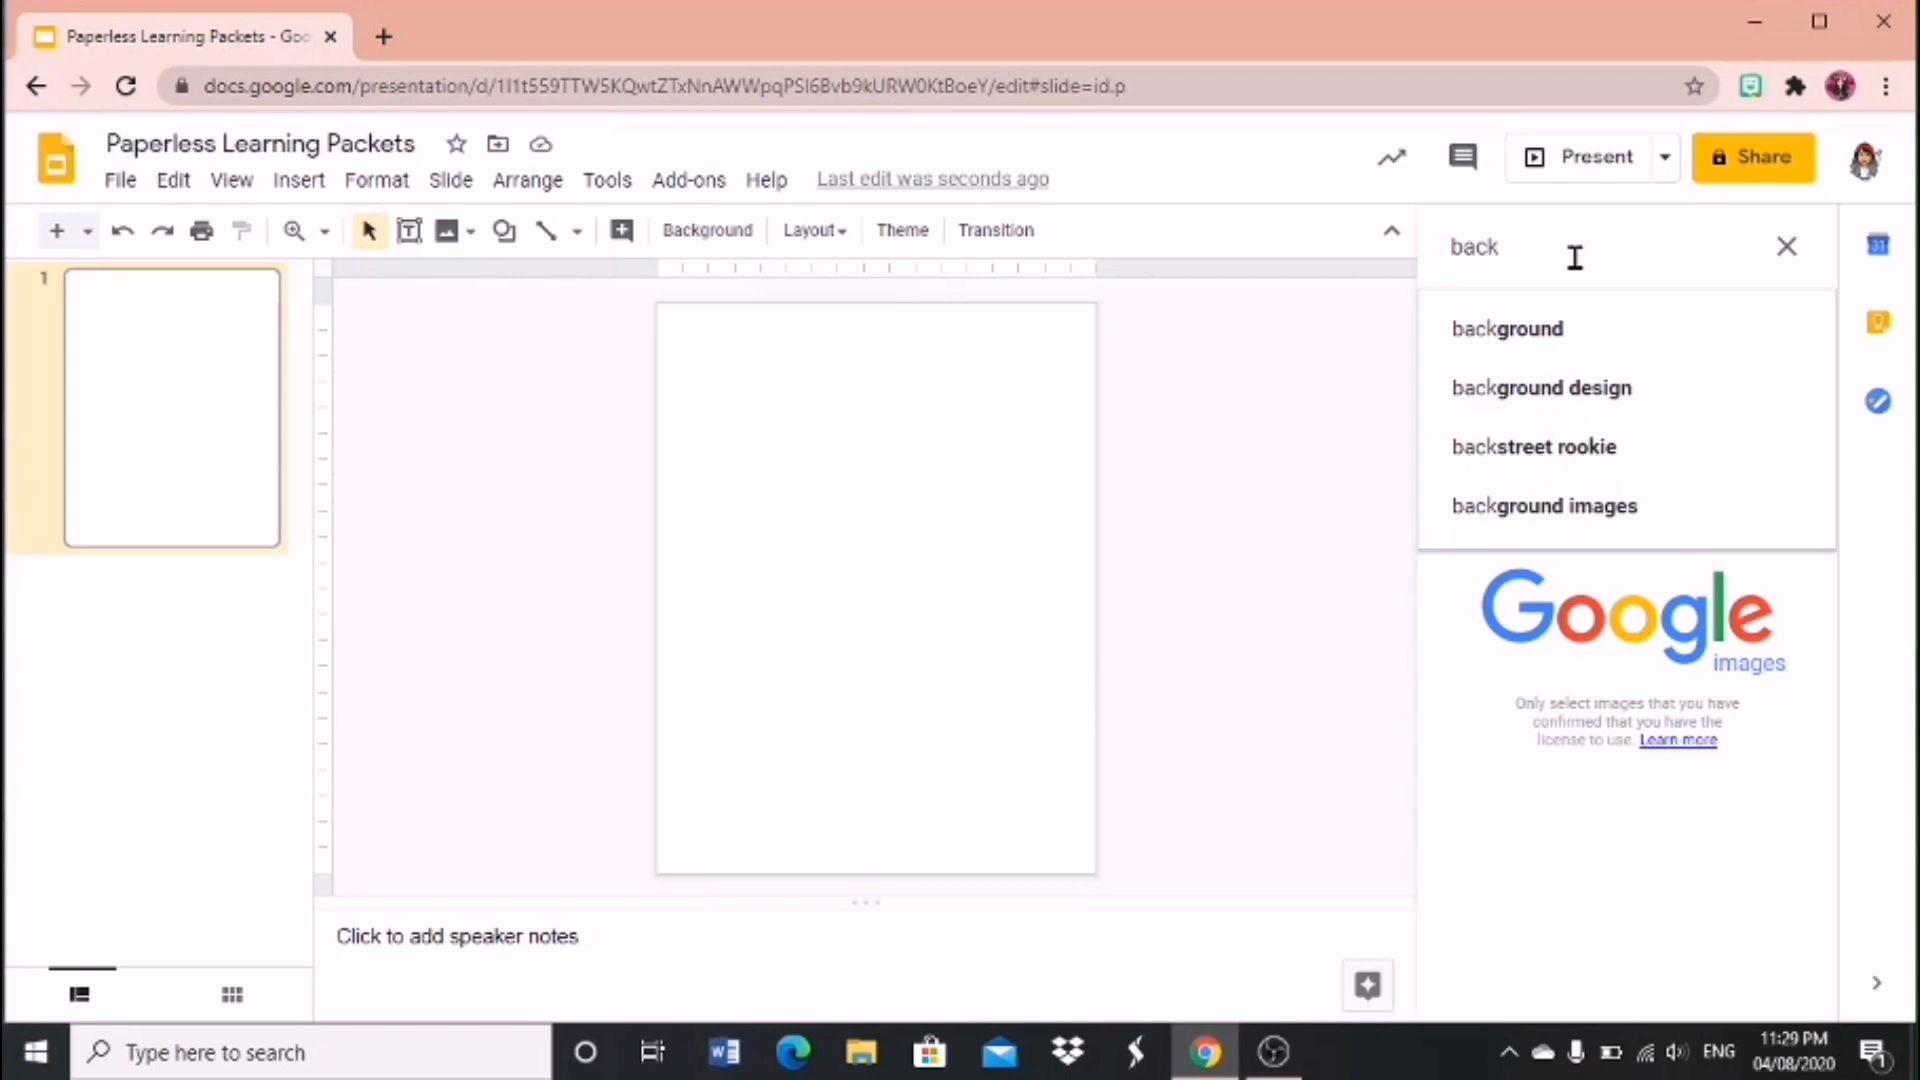 Paperless Learning Packets - Goo
docs.google.com/presentation/d/1I1t559TTW5KQwtZTxNnAWWpqPSI6Bvb9kURW0KtBoeY/edit#slide=id.p
Paperless Learning Packets
Present
Share
File Edit View Insert Format Slide Arrange Tools Add-ons Help Last edit was seconds ago
Background Layout Theme Transition
back
1
background
background design
backstreet rookie
background images
Google
images
Only select images that you have
confirmed that you have the
license to use. Learn more
Click to add speaker notes
Type here to search
ENG
11:29 PM
04/08/2020
1
31